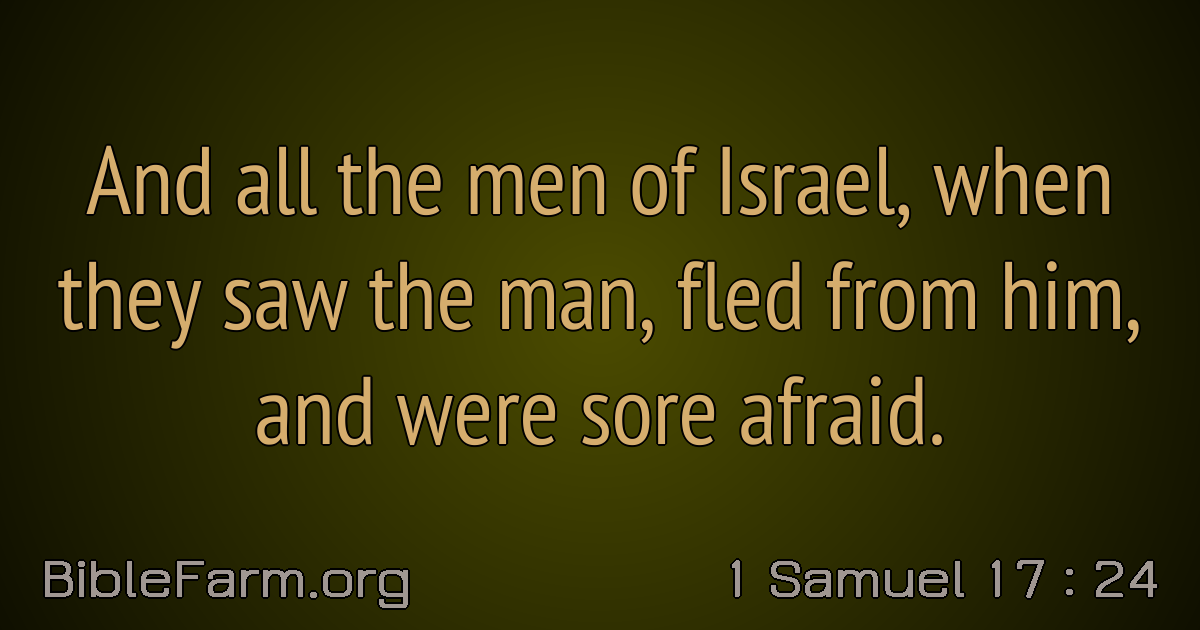 And all the men of Israel, when
they saw the man, fled from him,
and were sore afraid.
BibleFarm.org
1 Samuel 17 : 24